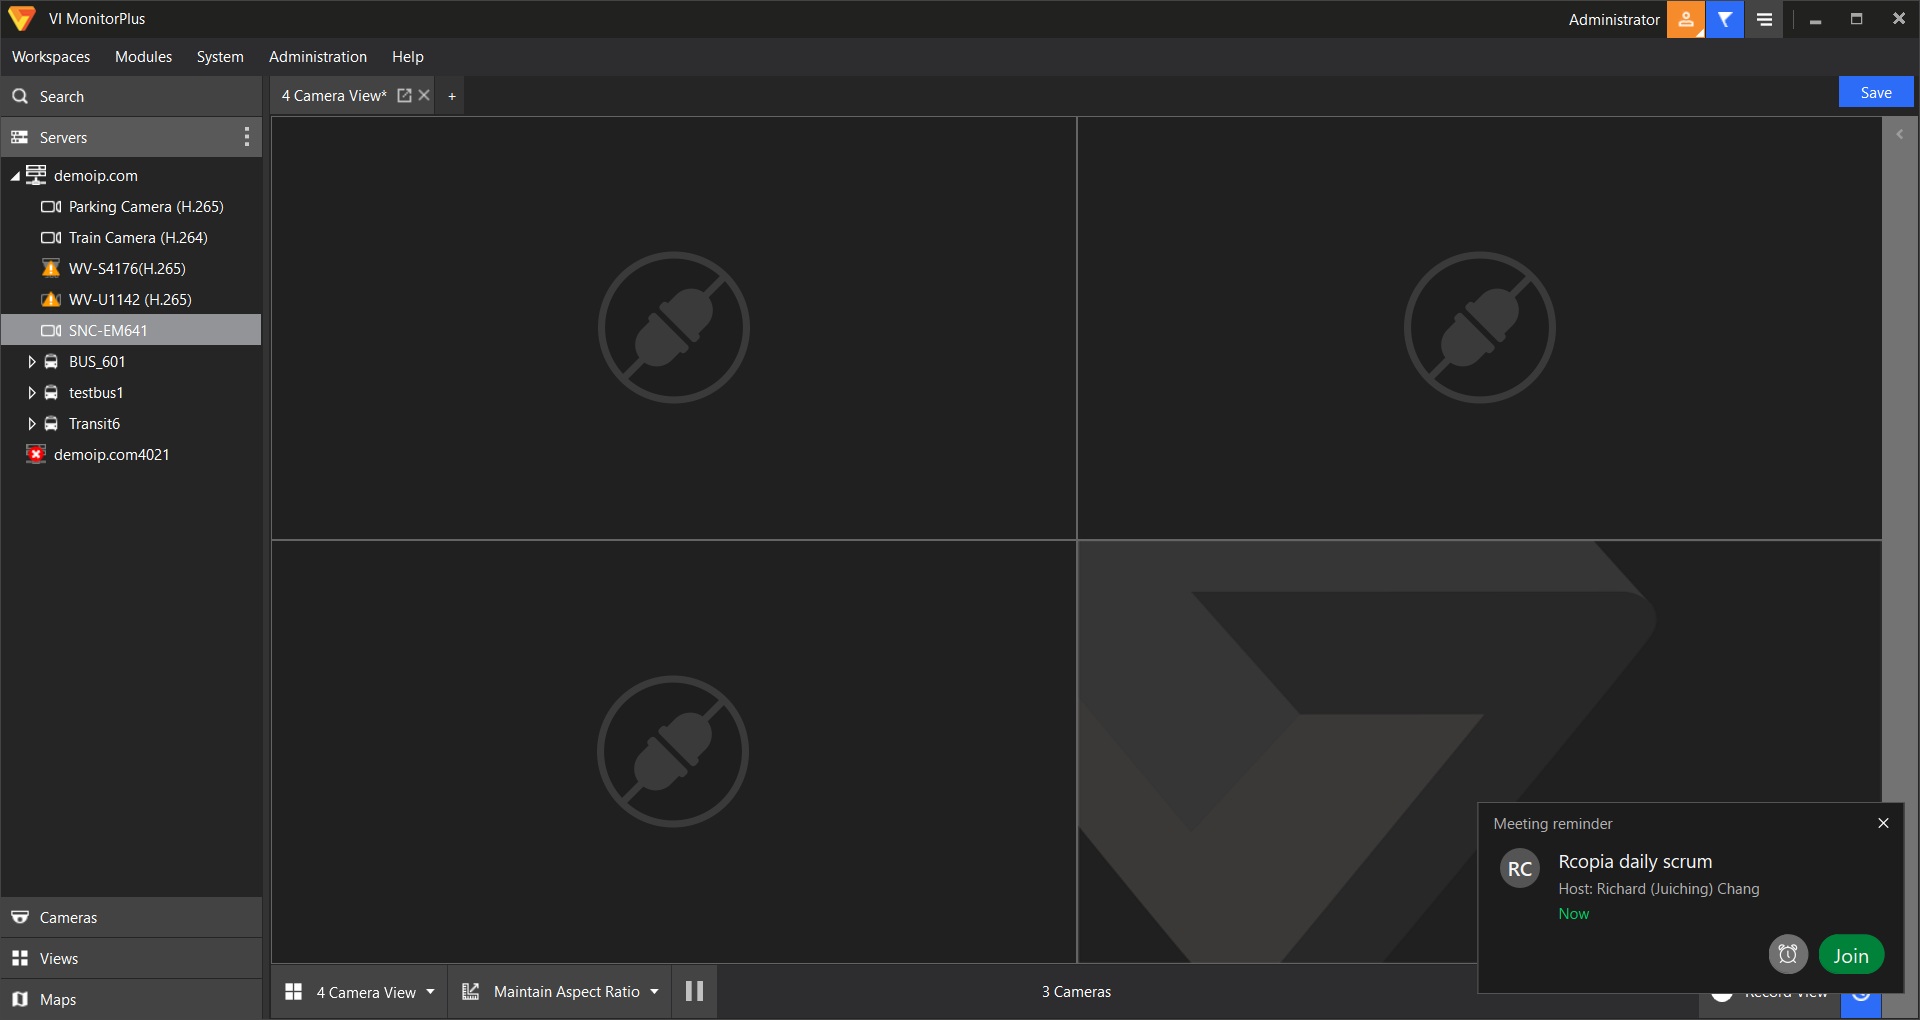 VI MonitorPlus
Administrator
Workspaces Modules System Administration Help
Search
4 Camera View* +
Save
Servers
demoip.com
Parking Camera (H.265)
Train Camera (H.264)
WV-S4176(H.265)
WV-U1142 (H.265)
SNC-EM641
BUS_601
testbus1
Transit6
demoip.com4021
Cameras
Views
Maps
4 Camera View
Maintain Aspect Ratio
3 Cameras
Record View
Meeting reminder
RC
Rcopia daily scrum
Host: Richard (Juiching) Chang
Now
Join